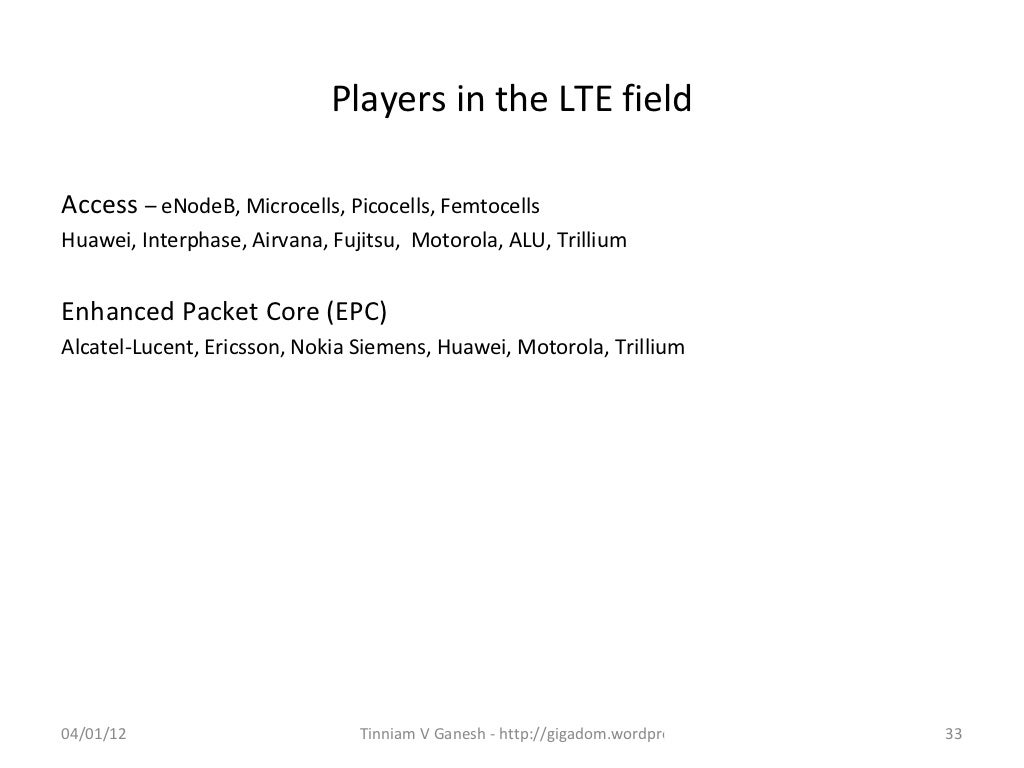 Players in the LTE field
Access – eNodeB, Microcells, Picocells, Femtocells
Huawei, Interphase, Airvana, Fujitsu,  Motorola, ALU, Trillium
Enhanced Packet Core (EPC)
Alcatel-Lucent, Ericsson, Nokia Siemens, Huawei, Motorola, Trillium
04/01/12 Tinniam V Ganesh - http://gigadom.wordpr 33